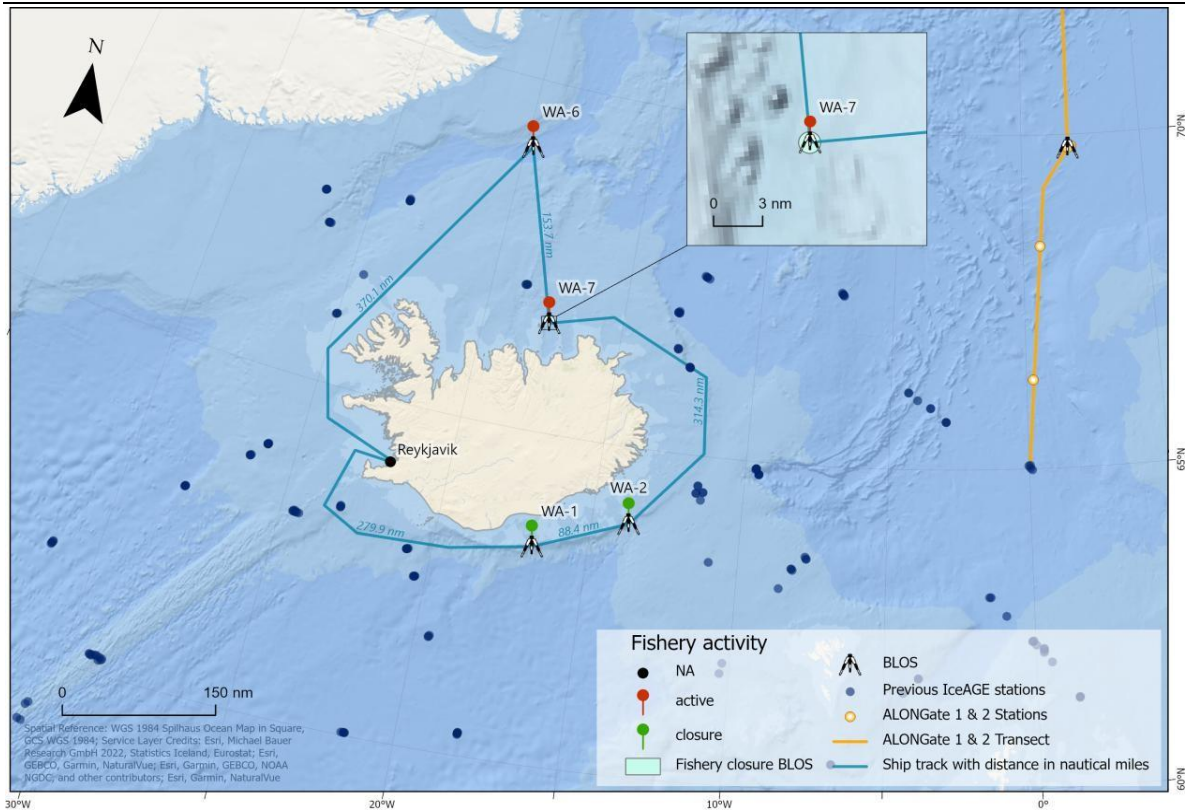 N
WA-6
WA-7
0 3 nm
70°N
153.7 nm
370.1 nm
WA-7
314.3 nm
Reykjavik
65°N
WA-2
WA-1
88.4 nm
279.9 nm
Fishery activity
NA
active
closure
Fishery closure BLOS
BLOS
Previous IceAGE stations
ALONGate 1 & 2 Stations
ALONGate 1 & 2 Transect
Ship track with distance in nautical miles
0 150 nm
Spatial Reference: WGS 1984 Spilhaus Ocean Map in Square,
GCS WGS 1984; Service Layer Credits: Esri, Michael Bauer
Research GmbH 2022, Statistics Iceland, Eurostat; Esri,
GEBCO, Garmin, NaturalVue; Esri, Garmin, GEBCO, NOAA
NGDC, and other contributors; Esri, Garmin, NaturalVue
60°N
30°W
20°W
10°W
0°